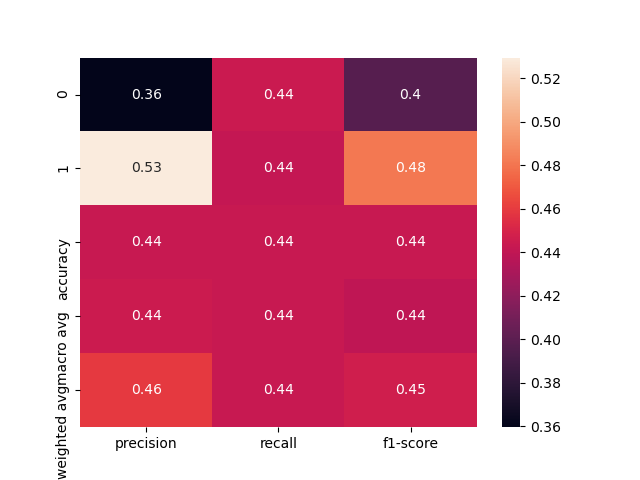 0 0.36 0.44 0.4
1 0.53 0.44 0.48
accuracy 0.44 0.44 0.44
macro avg 0.44 0.44 0.44
weighted avg 0.46 0.44 0.45
precision recall f1-score
0.52
0.50
0.48
0.46
0.44
0.42
0.40
0.38
0.36